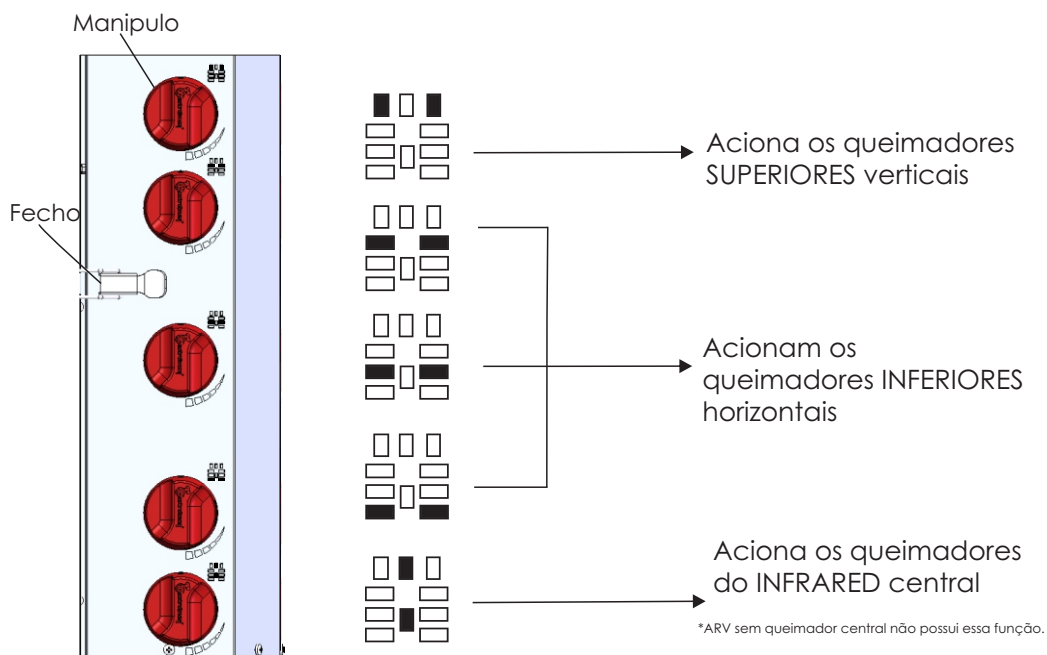 Manipulo
Fecho
Aciona os queimadores
SUPERIORES verticais
Acionam os
queimadores INFERIORES
horizontais
Aciona os queimadores
do INFRARED central
*ARV sem queimador central não possui essa função.